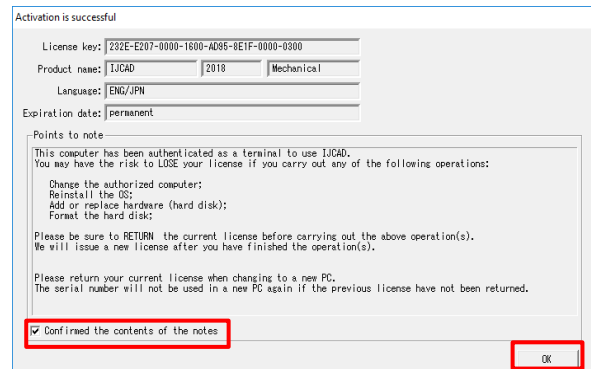 Activation is successful
License key: 232E-E207-0000-1600-AD95-8E1F-0000-0300
Product name: IJCAD 2018 Mechanical
Language: ENG/JPN
Expiration date: permanent
Points to note
This computer has been authenticated as a terminal to use IJCAD.
You may have the risk to LOSE your license if you carry out any of the following operations:
Change the authorized computer;
Reinstall the OS;
Add or replace hardware (hard disk);
Format the hard disk;
Please be sure to RETURN the current license before carrying out the above operation(s).
We will issue a new license after you have finished the operation(s).
Please return your current license when changing to a new PC.
The serial number will not be used in a new PC again if the previous license have not been returned.
Confirmed the contents of the notes
OK